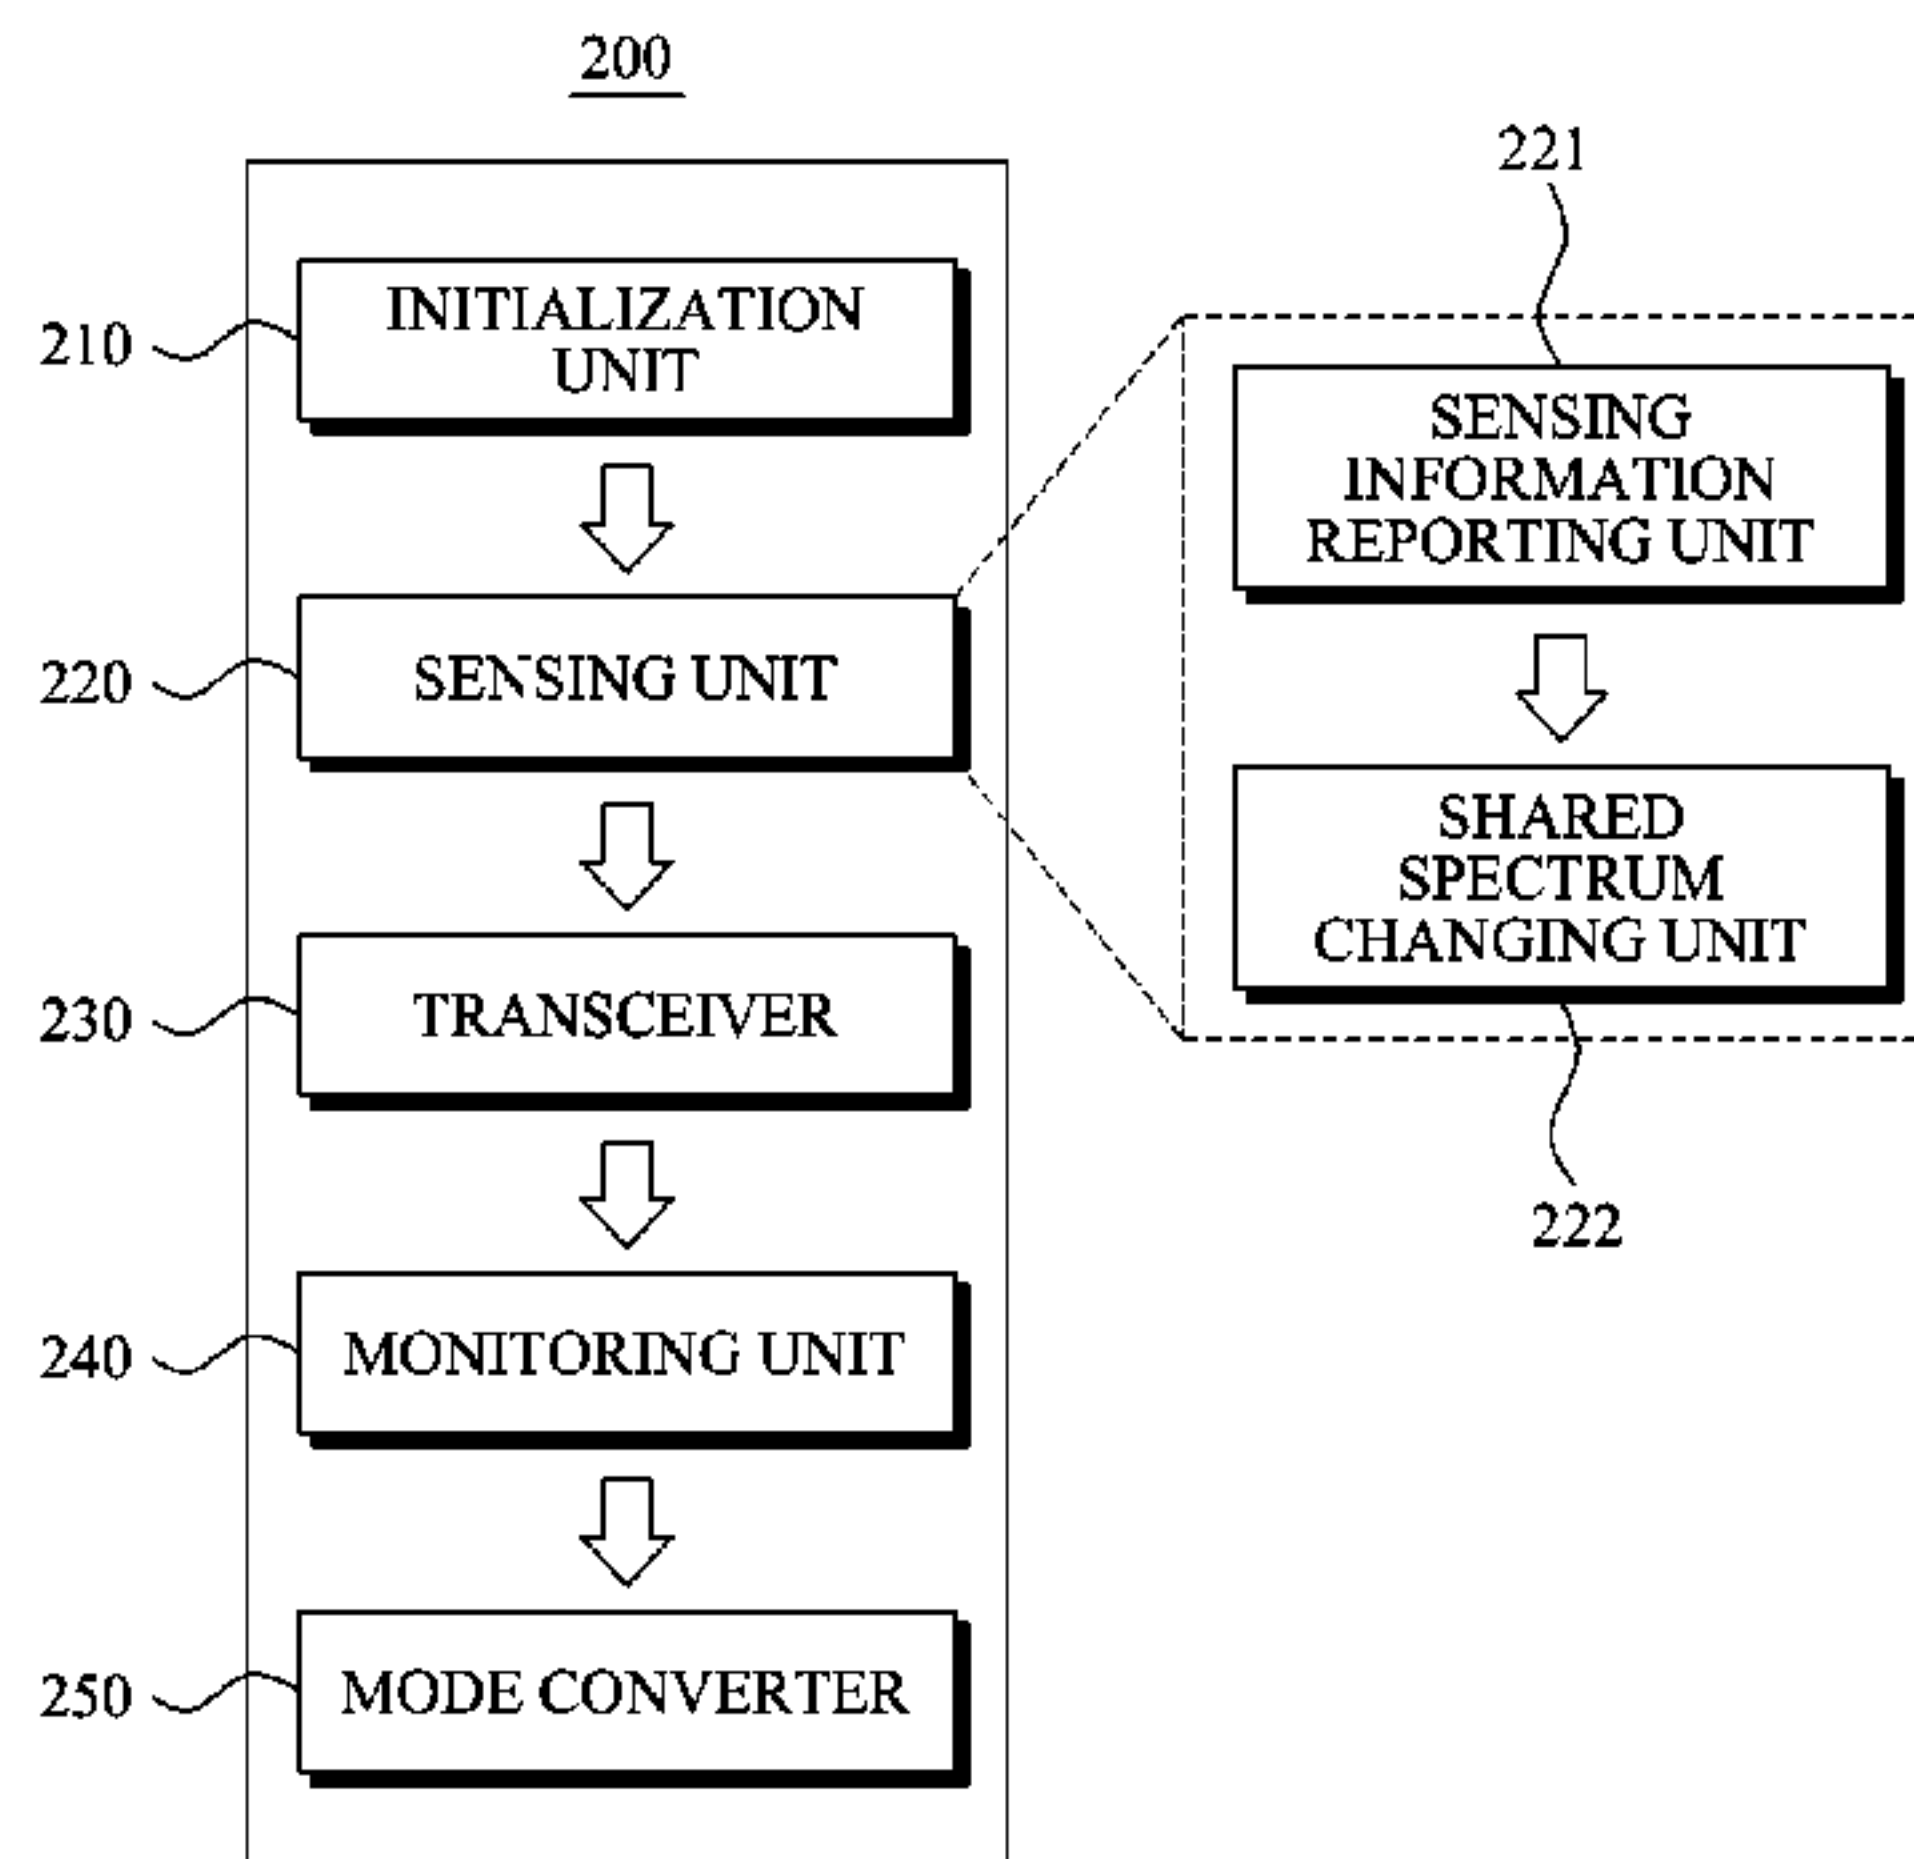 200
210
INITIALIZATION
UNIT
220
SENSING UNIT
230
TRANSCEIVER
240
MONITORING UNIT
250
MODE CONVERTER
221
SENSING
INFORMATION
REPORTING UNIT
SHARED
SPECTRUM
CHANGING UNIT
222